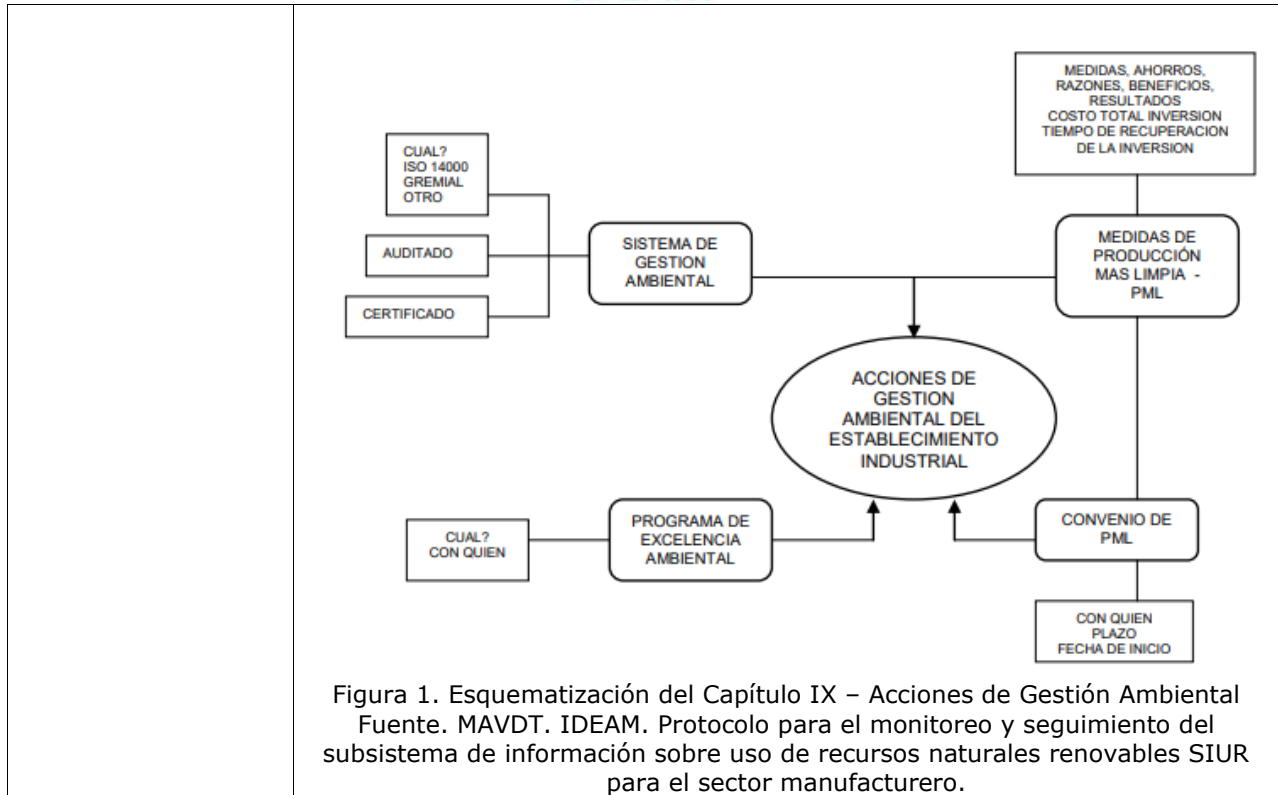 MEDIDAS, AHORROS,
RAZONES, BENEFICIOS,
RESULTADOS
COSTO TOTAL INVERSION
TIEMPO DE RECUPERACION
DE LA INVERSION
CUAL?
ISO 14000
GREMIAL
OTRO
AUDITADO
CERTIFICADO
SISTEMA DE
GESTION
AMBIENTAL
MEDIDAS DE
PRODUCCIÓN
MAS LIMPIA -
PML
ACCIONES DE
GESTION
AMBIENTAL DEL
ESTABLECIMIENTO
INDUSTRIAL
CUAL?
CON QUIEN
PROGRAMA DE
EXCELENCIA
AMBIENTAL
CONVENIO DE
PML
CON QUIEN
PLAZO
FECHA DE INICIO
Figura 1. Esquematización del Capítulo IX – Acciones de Gestión Ambiental
Fuente. MAVDT. IDEAM. Protocolo para el monitoreo y seguimiento del
subsistema de información sobre uso de recursos naturales renovables SIUR
para el sector manufacturero.